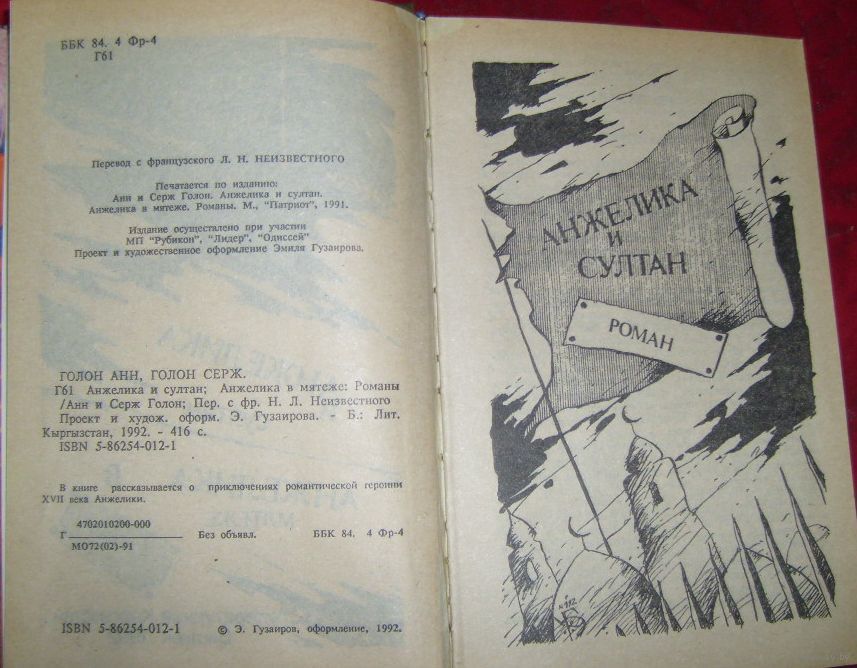 ББК 84. 4 Фр-4
Г61
Перевод с французского Л. Н. НЕИЗВЕСТНОГО
Печатается по изданию:
Анн и Серж Голон. Анжелика и султан.
Анжелика в мятеже. Романы. М., "Патриот", 1991.
Издание осуществлено при участии
МП "Рубикон", "Лидер", "Одиссей"
Проект и художественное оформление Эмиля Гузаирова.
ГОЛОН АНН, ГОЛОН СЕРЖ.
Г61 Анжелика и султан; Анжелика в мятеже: Романы
/Анн и Серж Голон; Пер. с фр. Н. Л. Неизвестного
Проект и худож. оформ. Э. Гузаирова. - Б.: Лит.
Кыргызстан, 1992. - 416 с.
ISBN 5-86254-012-1
В книге рассказывается о приключениях романтической героини
XVII века Анжелики.
Г 4702010200-000 Без объявл. ББК 84. 4 Фр-4
МО72(02)-91
ISBN 5-86254-012-1 © Э. Гузаиров, оформление, 1992.
АНЖЕЛИКА
И
СУЛТАН
РОМАН